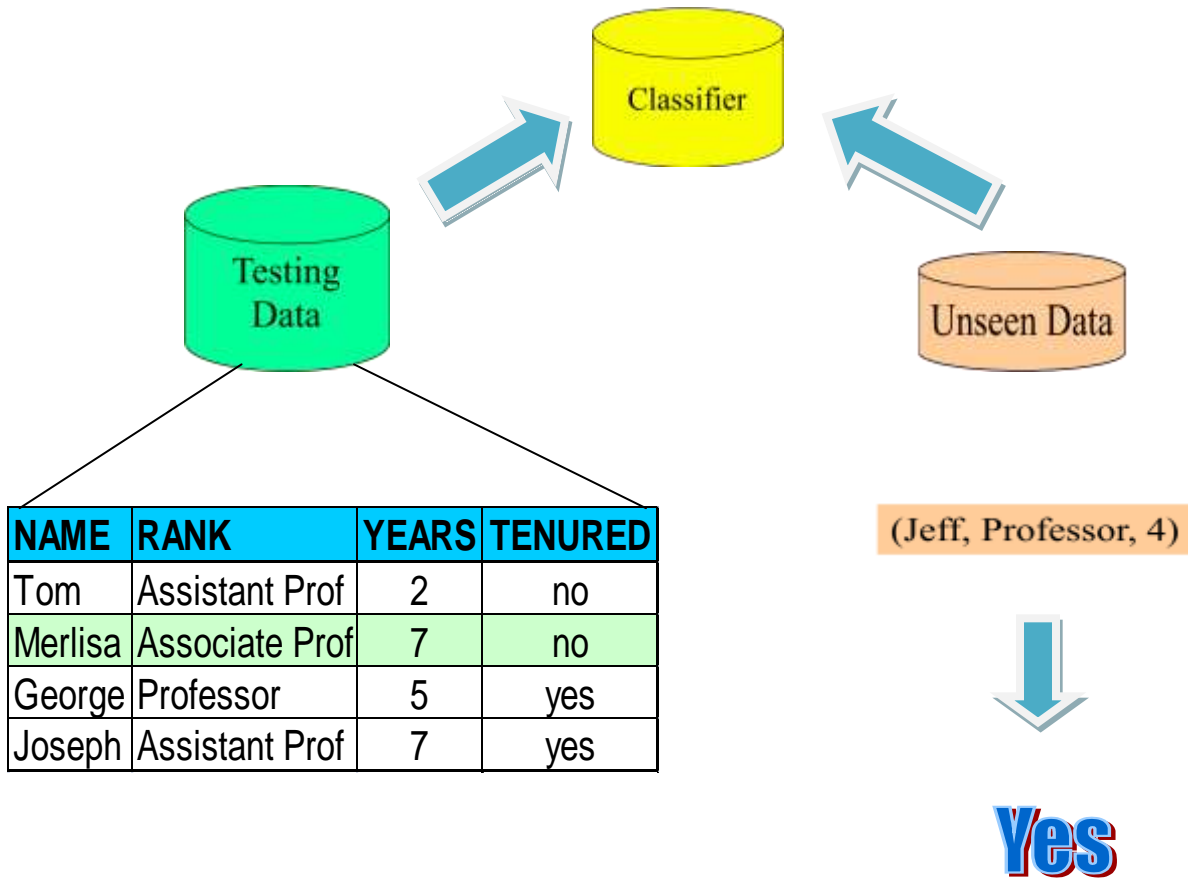 Classifier
Testing
Data
Unseen Data
NAME RANK YEARS TENURED
Tom Assistant Prof 2 no
Merlisa Associate Prof 7 no
George Professor 5 yes
Joseph Assistant Prof 7 yes
(Jeff, Professor, 4)
Yes